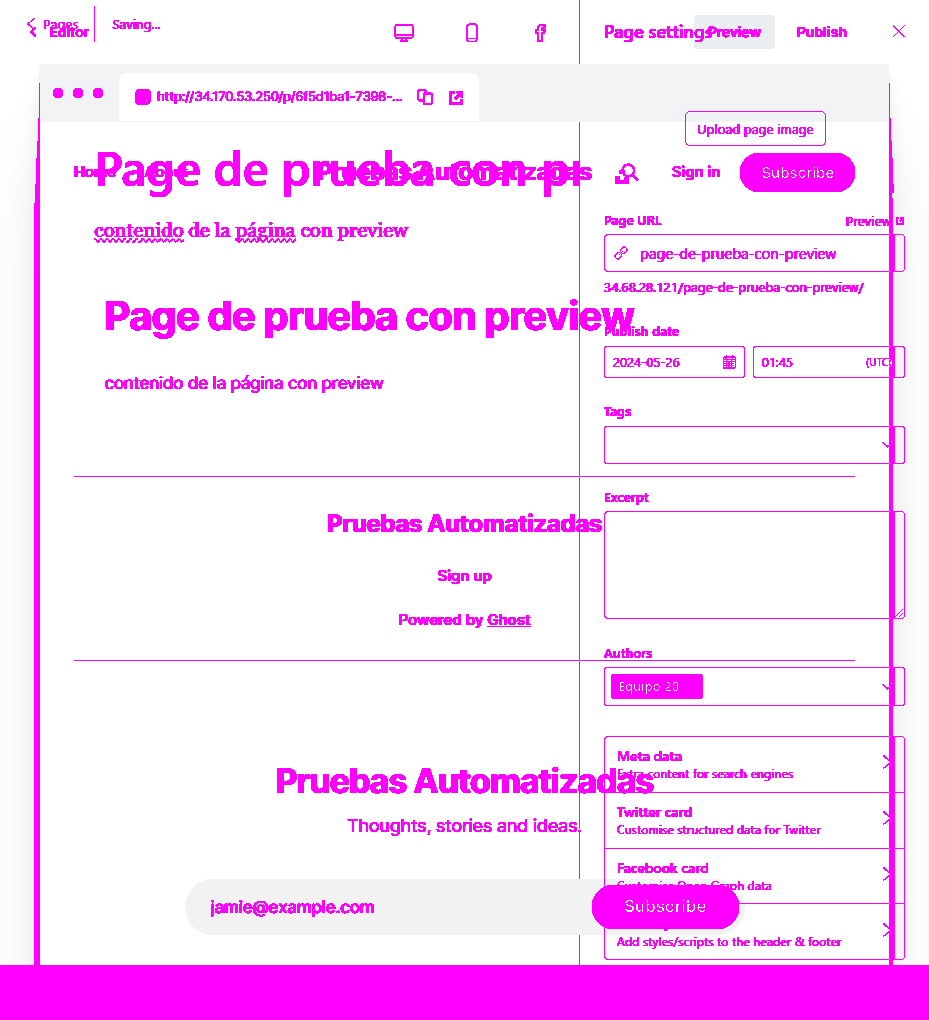 Pages
Editor
Saving...
Page settings
Preview
Publish
http://34.170.53.250/p/6f5d1ba1-7398-...
Upload page image
Page de prueba con pr
Home
About
Pruebas Automatizadas
Sign in
Subscribe
contenido de la página con preview
Page URL
Preview
page-de-prueba-con-preview
34.68.28.121/page-de-prueba-con-preview/
Page de prueba con preview
Publish date
2024-05-26
01:45
(UTC)
contenido de la página con preview
Tags
Excerpt
Pruebas Automatizadas
Sign up
Powered by Ghost
Authors
Equipo 23
Meta data
Extra content for search engines
Pruebas Automatizadas
Thoughts, stories and ideas.
Twitter card
Customise structured data for Twitter
Facebook card
Customise Open Graph data
jamie@example.com
Subscribe
Add styles/scripts to the header & footer